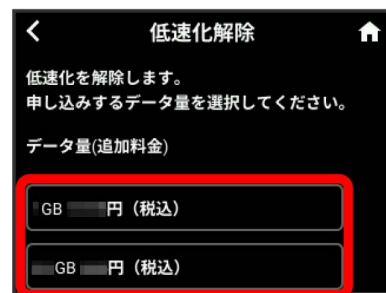 低速化解除
低速化を解除します。
申し込みするデータ量を選択してください。
データ量(追加料金)
GB 円（税込）
GB 円（税込）